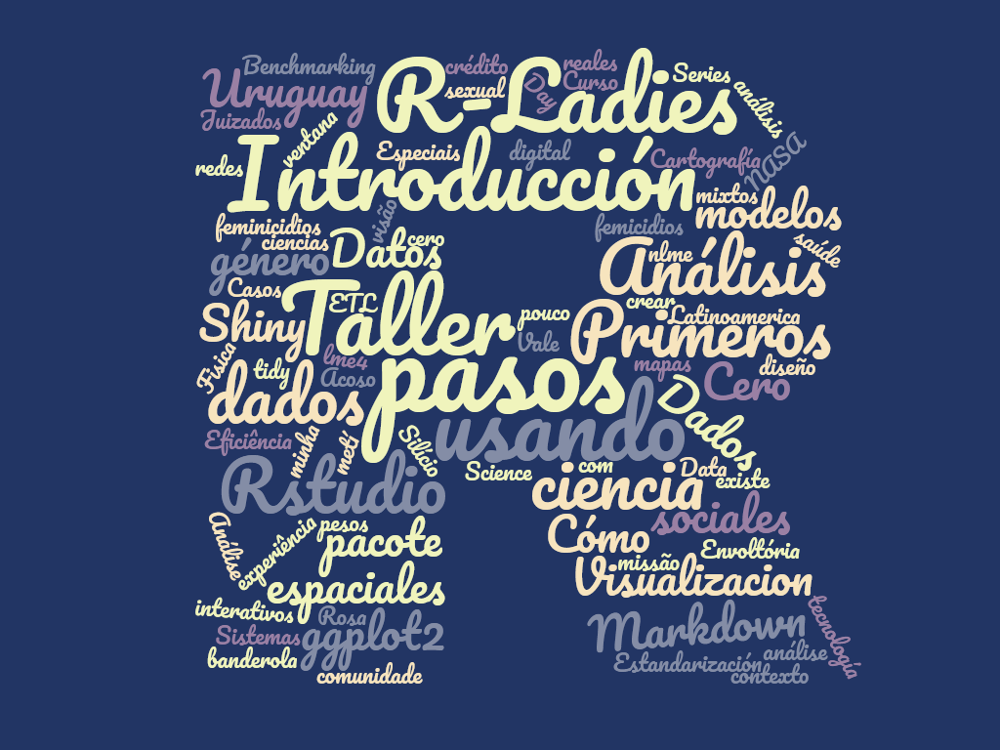 Benchmarking
R-Ladies
crédito
reales
Series
Uruguay
sexual
Day
Curso
análisis
Juizados
ventana
Introducción
Especiais
digital
Cartografía
nasa
redes
mixtos
modelos
feminicidios
visão
femicidios
ciencias
Datos
cero
nlme
Análisis
saúde
género
Casos
ETL
Taller
crear
Latinoamerica
Shiny
pouco
Primeros
Vale
Física
tidy
lme4
Acoso
pasos
mapas
Cero
diseño
dados
usando
Dados
Eficiência
minha
metí
Silício
Science
com
Data
existe
Rstudio
ciencia
sociales
Análise
experiência
pesos
pacote
Cómo
Envoltória
missão
espaciales
Visualizacion
interativos
Rosa
ggplot2
Markdown
tecnología
Sistemas
banderola
comunidade
análise
Estandarización
contexto